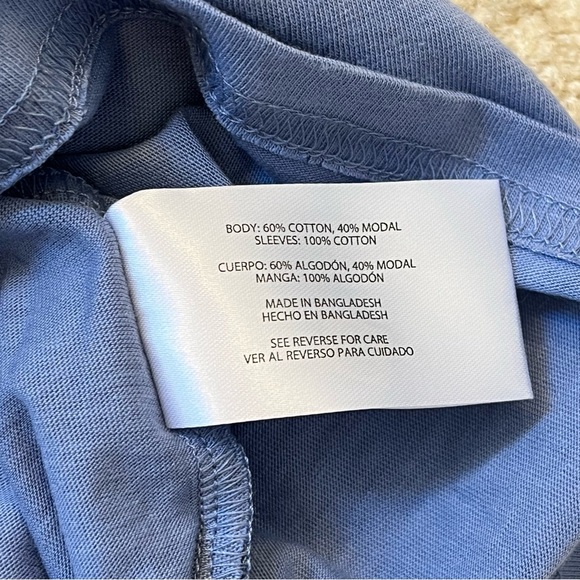 BODY: 60% COTTON, 40% MODAL
SLEEVES: 100% COTTON
CUERPO: 60% ALGODÓN, 40% MODAL
MANGA: 100% ALGODÓN
MADE IN BANGLADESH
HECHO EN BANGLADESH
SEE REVERSE FOR CARE
VER AL REVERSO PARA CUIDADO